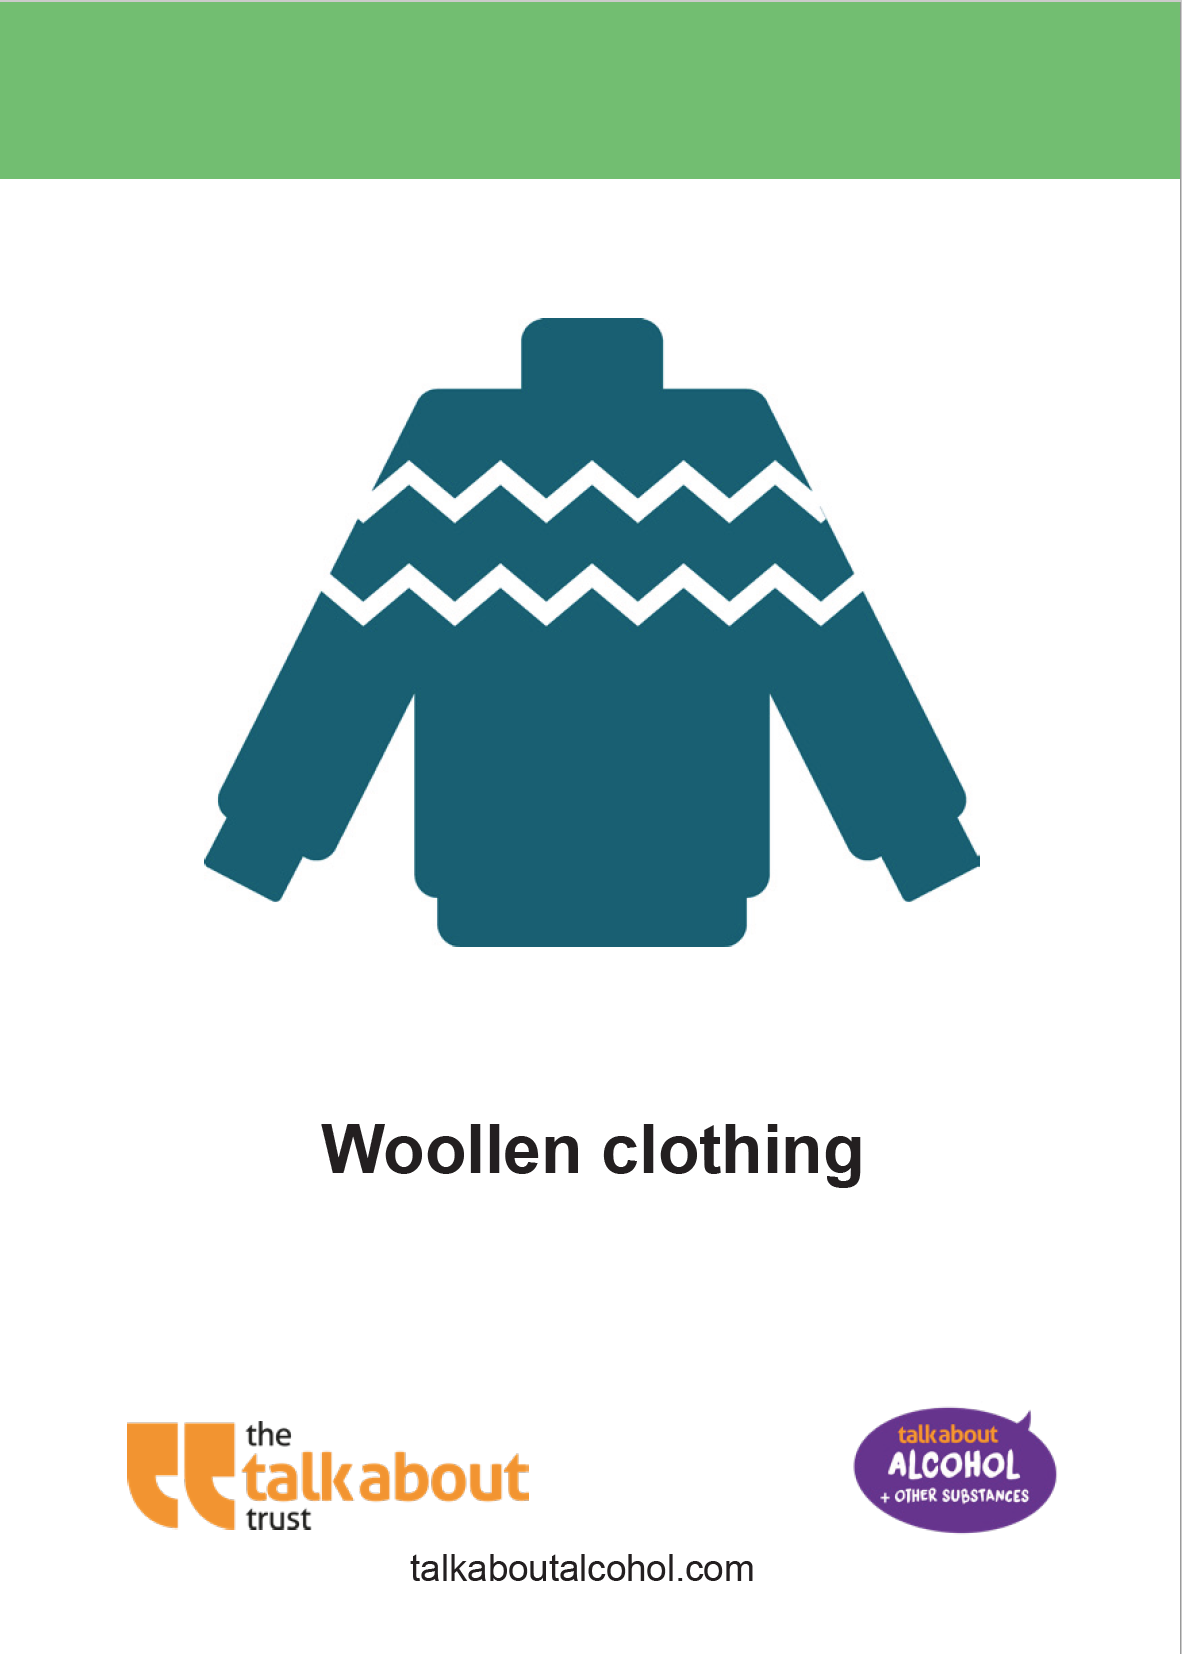 Woollen clothing
the
talkabout
trust
talkabout
ALCOHOL
+ OTHER SUBSTANCES
talkaboutalcohol.com